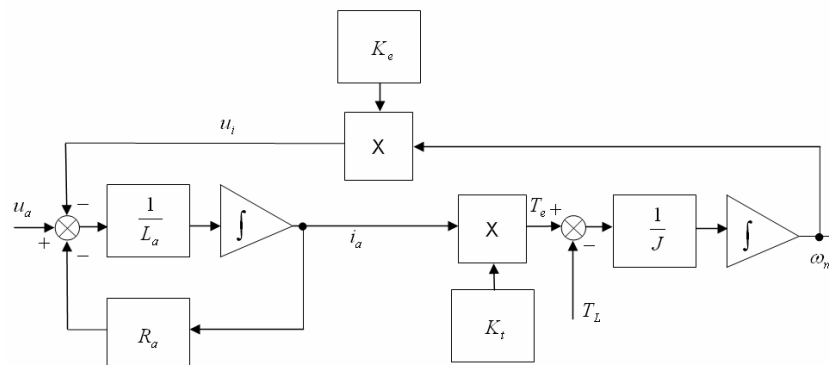 K_e
u_i
X
u_a
+
−
−
1/L_a
∫
i_a
X
T_e +
−
1/J
∫
ω_m
R_a
K_t
T_L